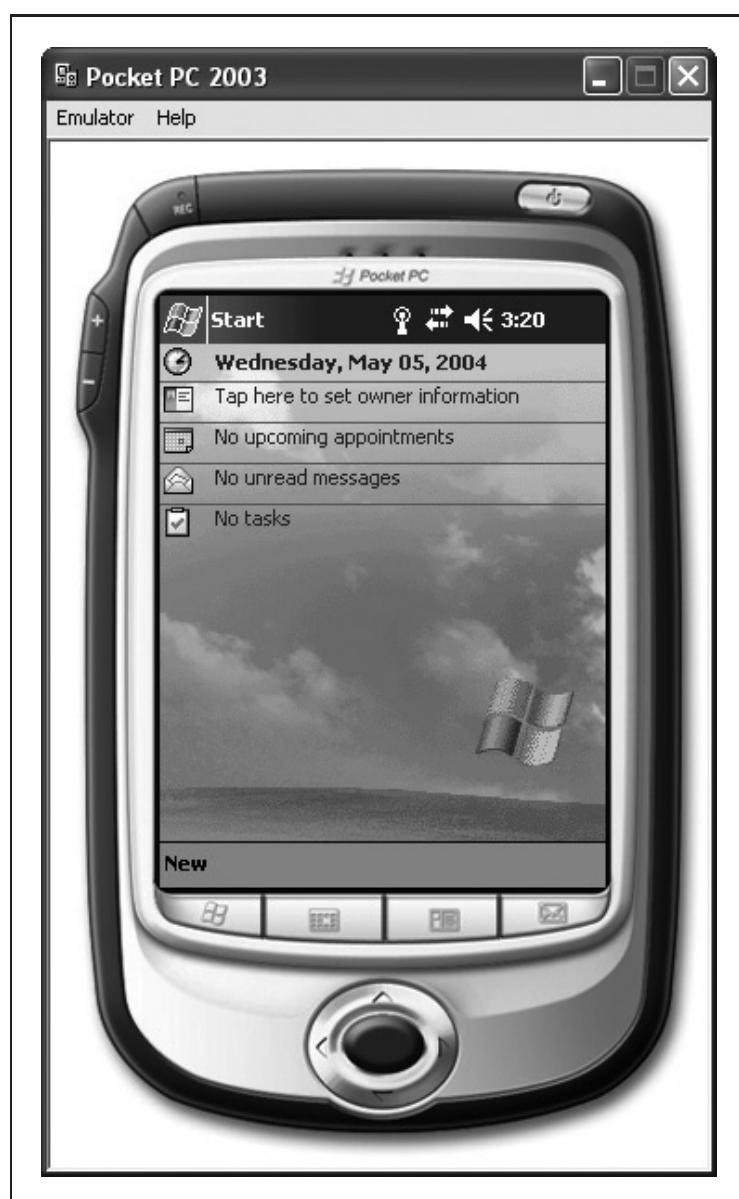 Pocket PC 2003
Emulator Help
REC
Pocket PC
Start 3:20
Wednesday, May 05, 2004
Tap here to set owner information
No upcoming appointments
No unread messages
No tasks
New